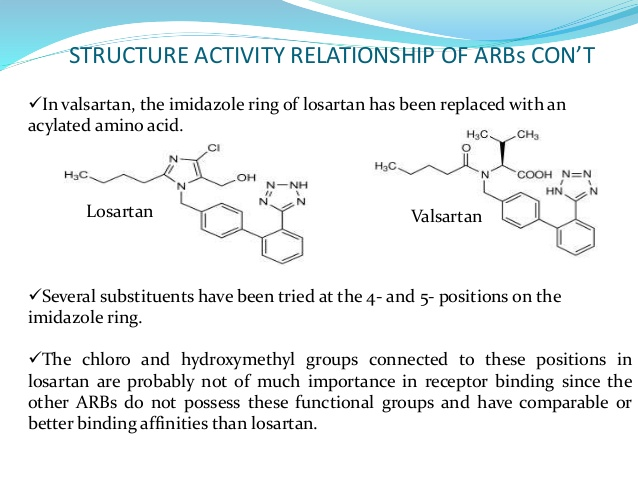 STRUCTURE ACTIVITY RELATIONSHIP OF ARBs CON'T
✓In valsartan, the imidazole ring of losartan has been replaced with an
acylated amino acid.
H₃C
N
Cl
N
OH
N
NH
N
N
Losartan
H₃C
CH₃
O
H₃C
N
COOH
N=N
HN
N
Valsartan
✓Several substituents have been tried at the 4- and 5- positions on the
imidazole ring.
✓The chloro and hydroxymethyl groups connected to these positions in
losartan are probably not of much importance in receptor binding since the
other ARBs do not possess these functional groups and have comparable or
better binding affinities than losartan.